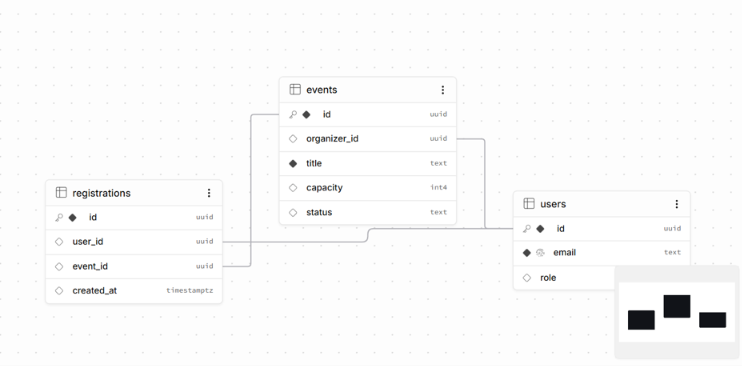 events
id uuid
organizer_id uuid
title text
capacity int4
status text
registrations
id uuid
user_id uuid
event_id uuid
created_at timestamptz
users
id uuid
email text
role